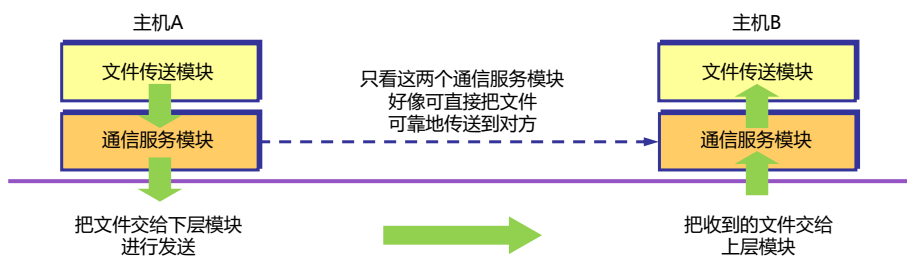 主机A
主机B
文件传送模块
文件传送模块
只看这两个通信服务模块
好像可直接把文件
可靠地传送到对方
通信服务模块
通信服务模块
把文件交给下层模块
进行发送
把收到的文件交给
上层模块